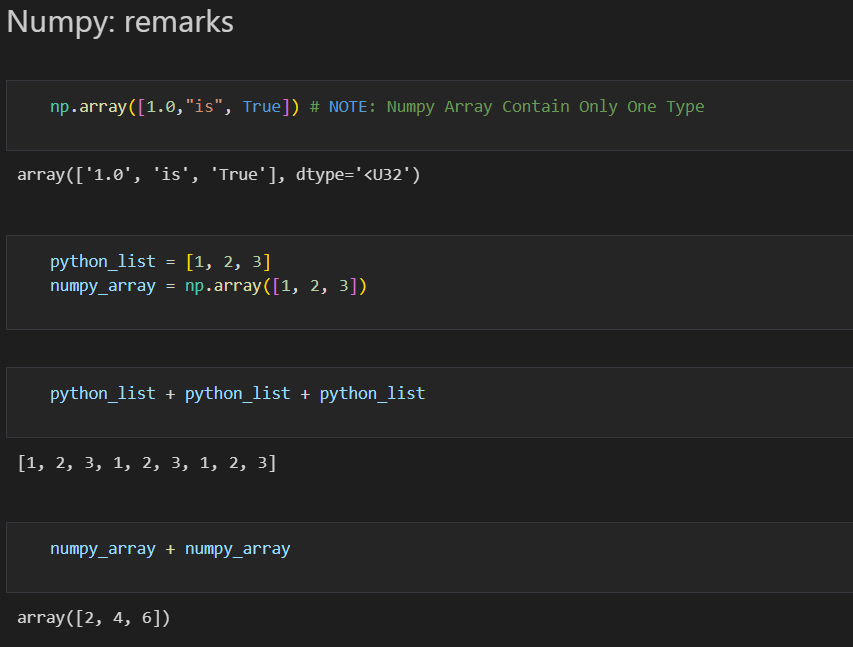 Numpy: remarks
np.array([1.0,"is", True]) # NOTE: Numpy Array Contain Only One Type
array(['1.0', 'is', 'True'], dtype='<U32')
python_list = [1, 2, 3]
numpy_array = np.array([1, 2, 3])
python_list + python_list + python_list
[1, 2, 3, 1, 2, 3, 1, 2, 3]
numpy_array + numpy_array
array([2, 4, 6])